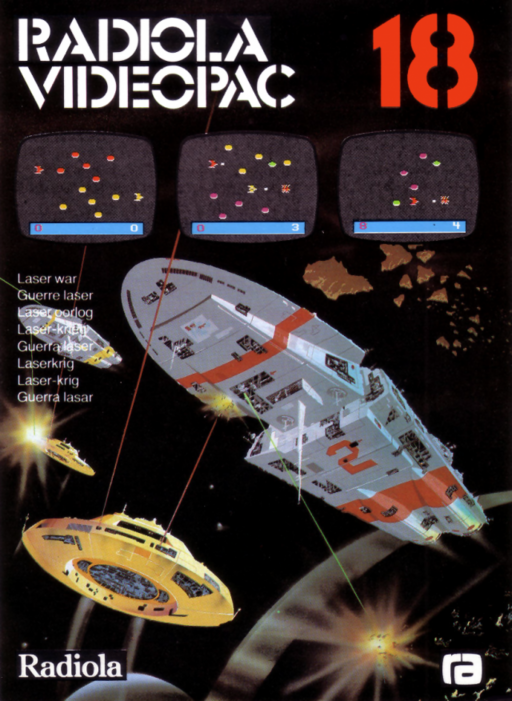 RADIOLA
VIDEOPAC
18
0 0
0 3
8 4
Laser war
Guerre laser
Laser oorlog
Laser-krieg
Guerra laser
Laserkrig
Laser-krig
Guerra lasar
2
Radiola
ra